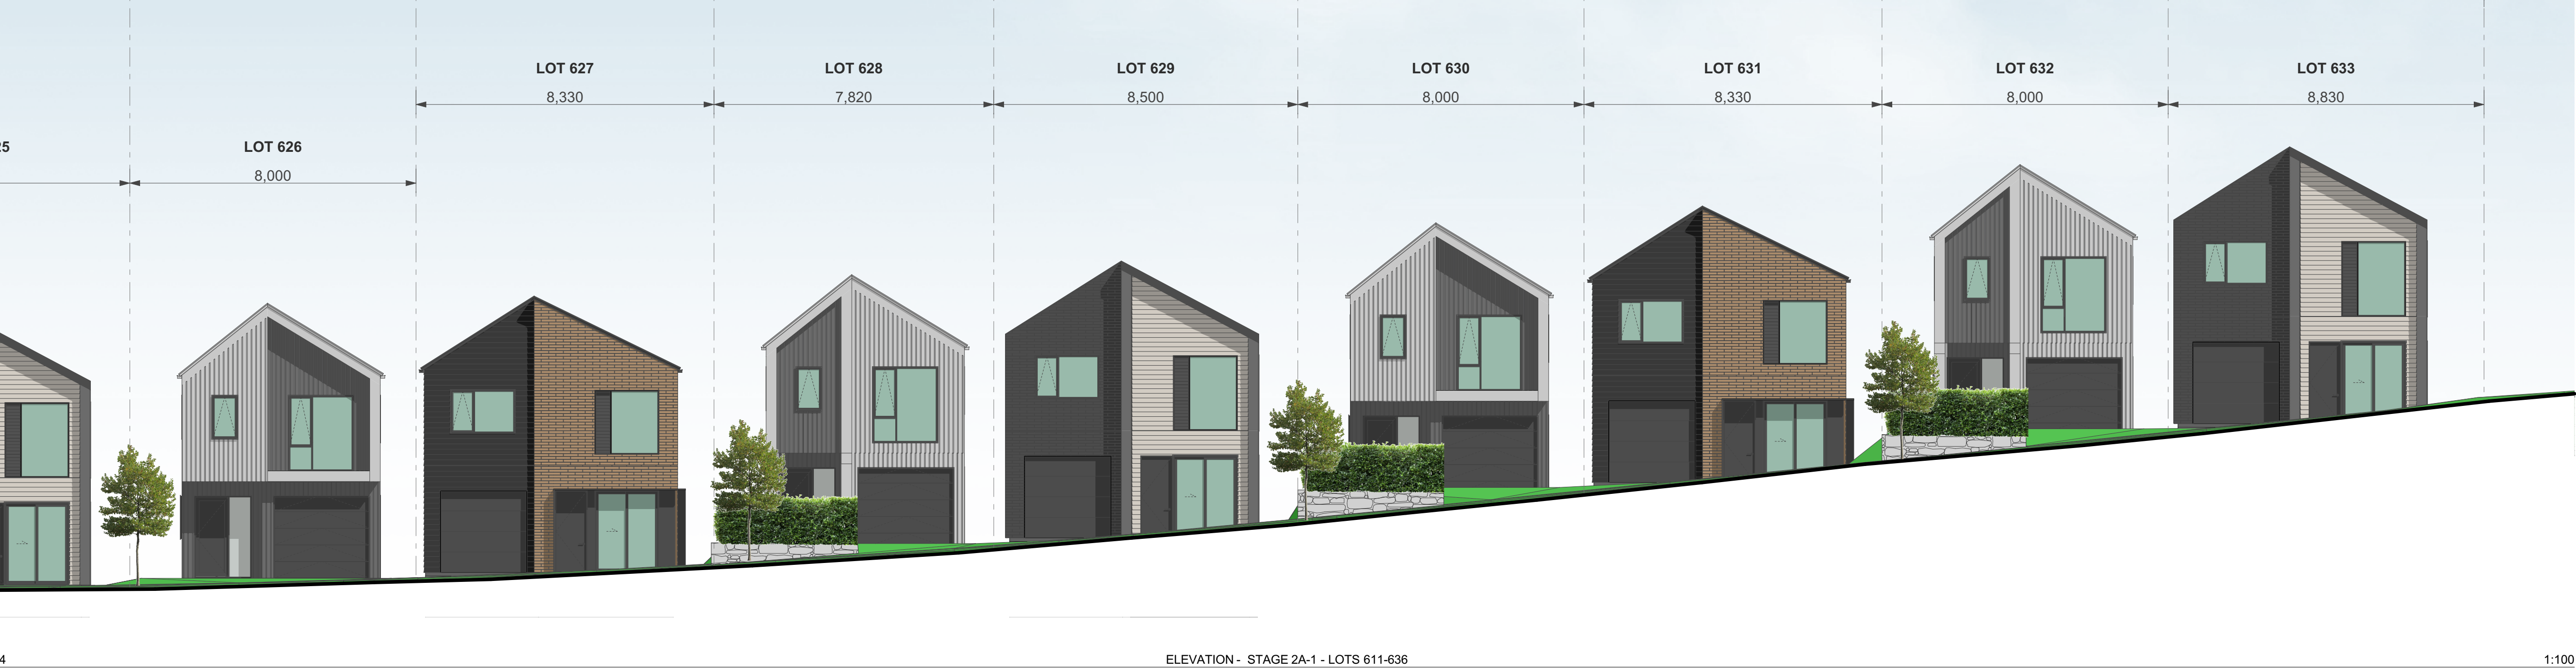 LOT 627 LOT 628 LOT 629 LOT 630 LOT 631 LOT 632 LOT 633
8,330 7,820 8,500 8,000 8,330 8,000 8,830
25 LOT 626
8,000
4 ELEVATION - STAGE 2A-1 - LOTS 611-636 1:100